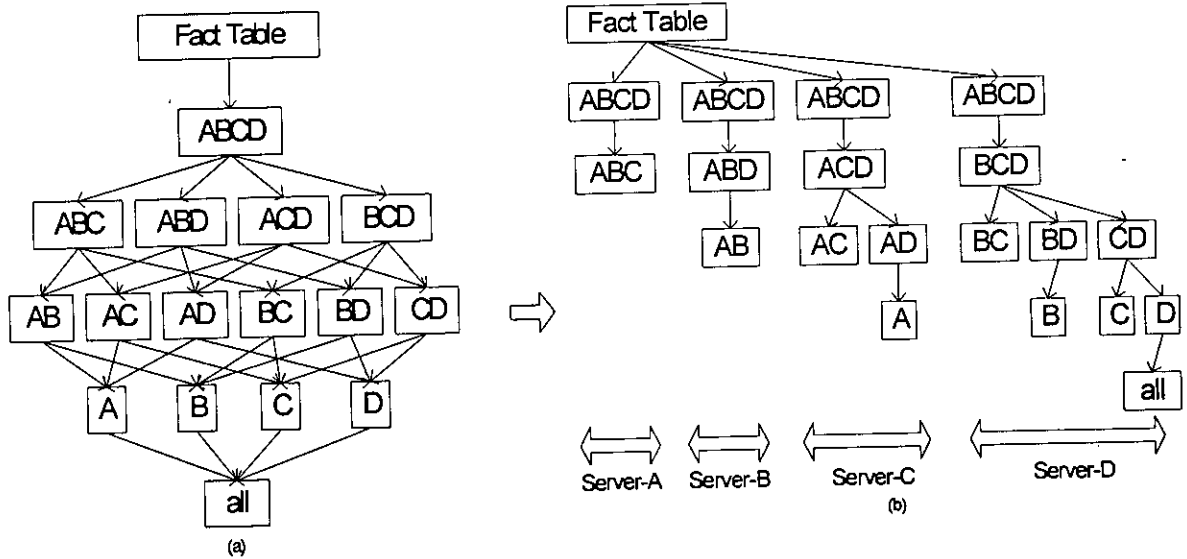 Fact Table
ABCD
ABC ABD ACD BCD
AB AC AD BC BD CD
A B C D
all
(a)
Fact Table
ABCD ABCD ABCD ABCD
ABC ABD ACD BCD
AB AC AD BC BD CD
A B C D
all
Server-A Server-B Server-C Server-D
(b)